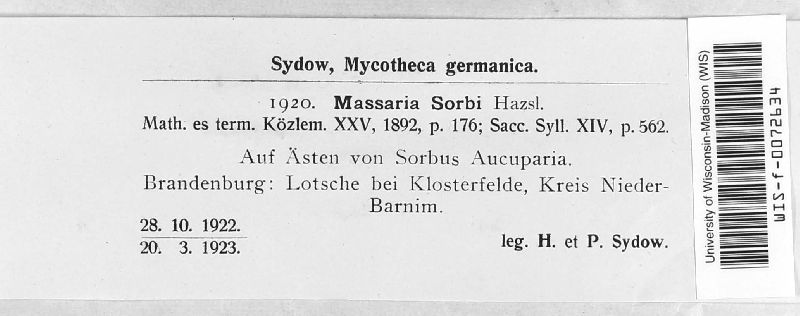 Sydow, Mycotheca germanica.
1920. Massaria Sorbi Hazsl.
Math. es term. Közlem. XXV, 1892, p. 176; Sacc. Syll. XIV, p. 562.
Auf Ästen von Sorbus Aucuparia.
Brandenburg: Lotsche bei Klosterfelde, Kreis Nieder-
Barnim.
28. 10. 1922.
20. 3. 1923.
leg. H. et P. Sydow.
University of Wisconsin-Madison (WIS)
WIS-f-0072634